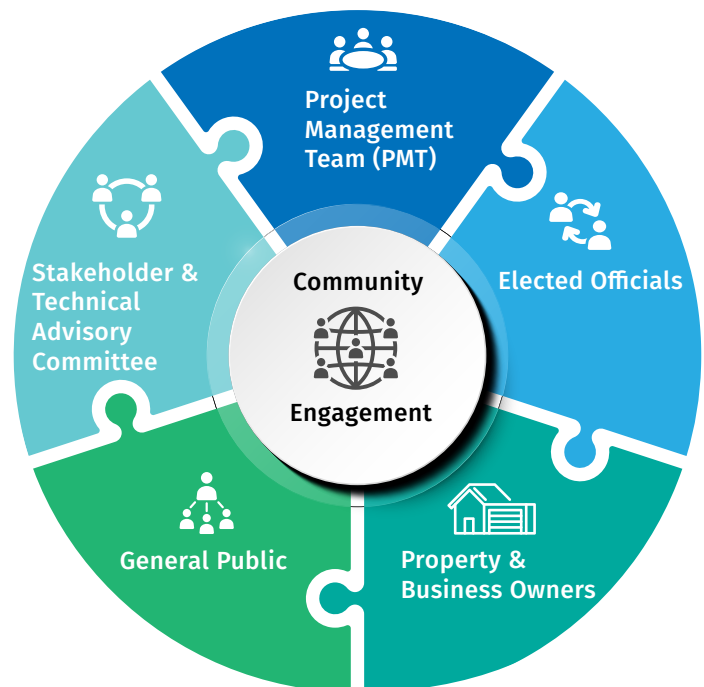 Project
Management
Team (PMT)
Elected Officials
Property &
Business Owners
General Public
Stakeholder &
Technical
Advisory
Committee
Community
Engagement